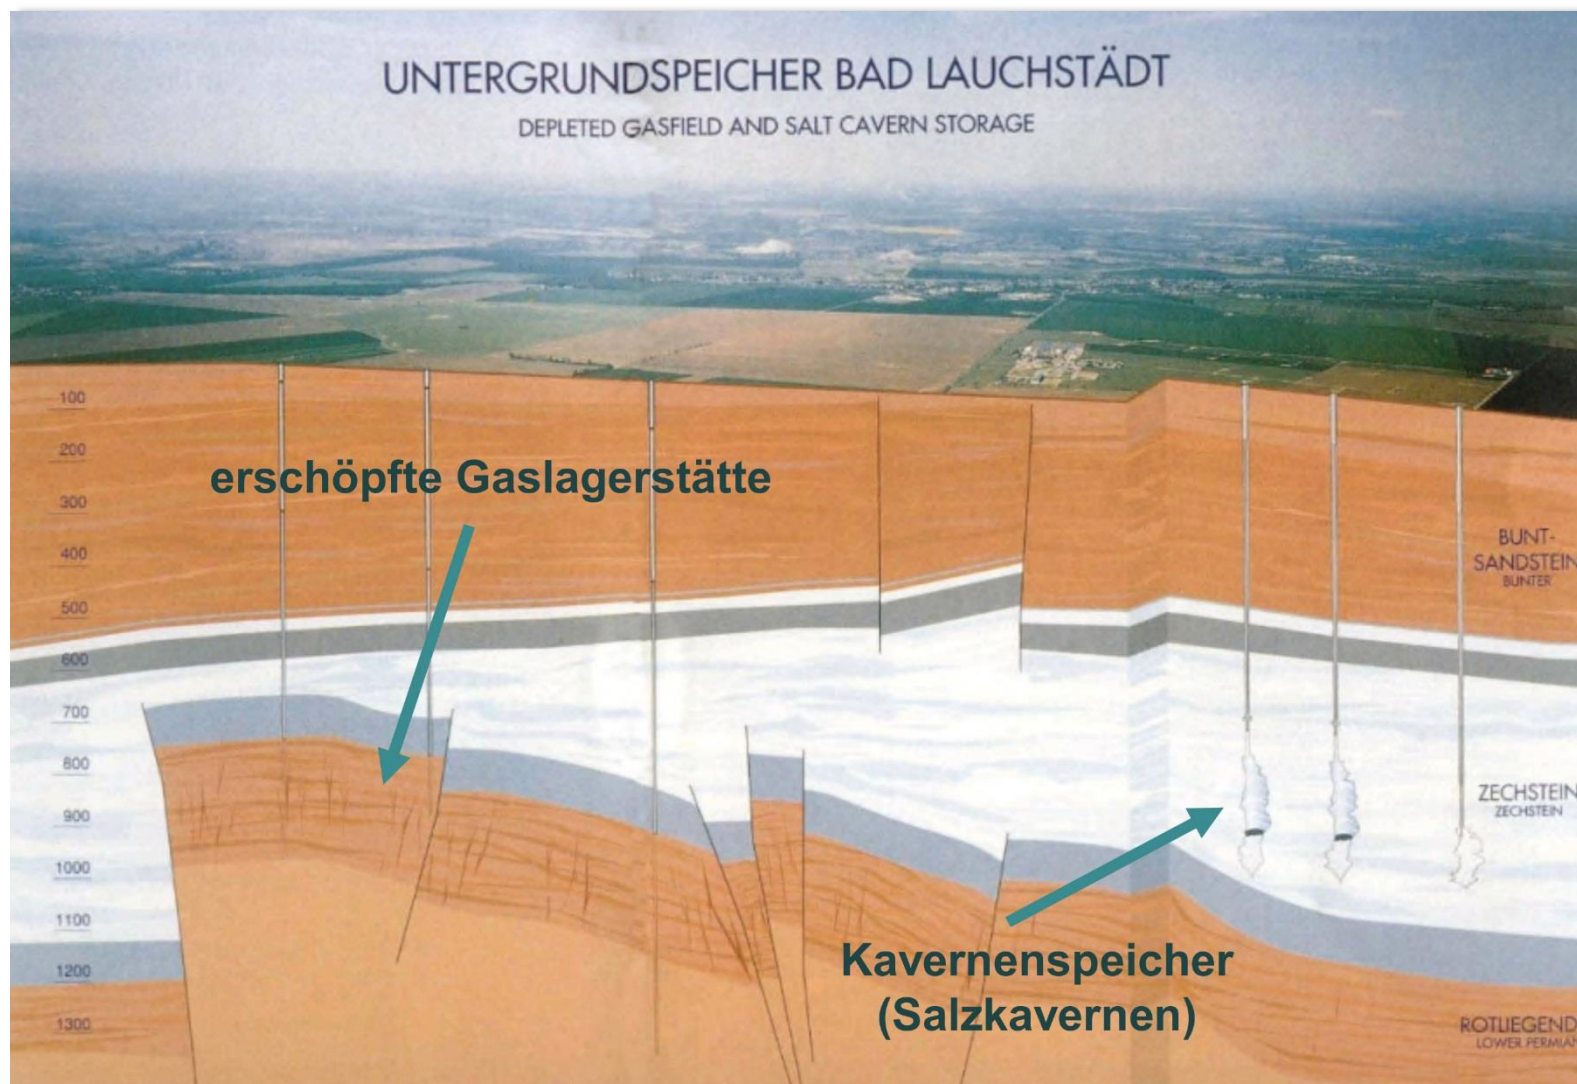 UNTERGRUNDSPEICHER BAD LAUCHSTÄDT
DEPLETED GASFIELD AND SALT CAVERN STORAGE
100
200
300
400
500
600
700
800
900
1000
1100
1200
1300
erschöpfte Gaslagerstätte
BUNT-
SANDSTEIN
BUNTER
ZECHSTEIN
ZECHSTEIN
Kavernenspeicher
(Salzkavernen)
ROTLIEGEND
LOWER PERMIAN